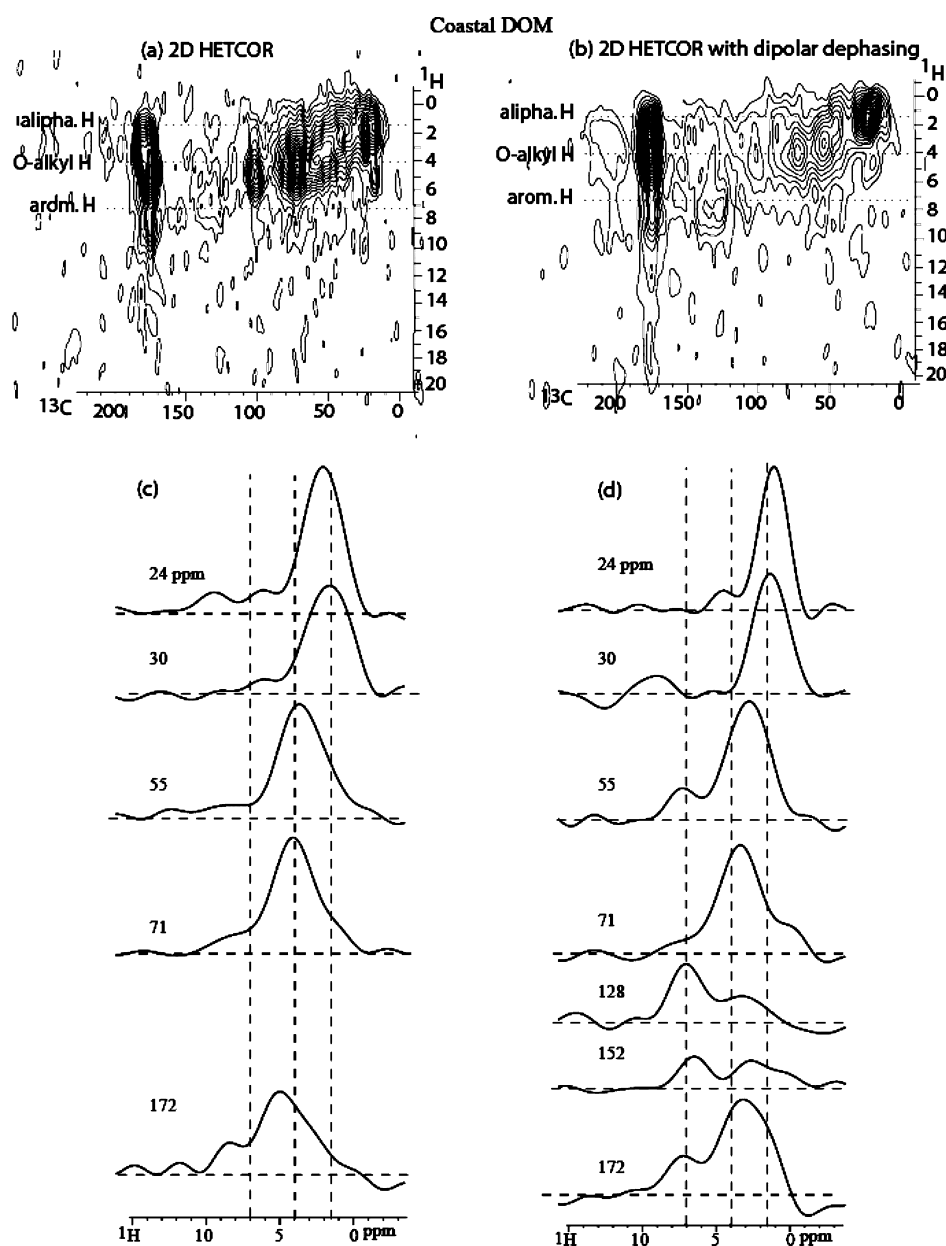 Coastal DOM
(a) 2D HETCOR
(b) 2D HETCOR with dipolar dephasing
1H
1H
alipha. H
O-alkyl H
ardm. H
0
2
4
6
8
10
12
14
16
18
20
13C 200 150 100 50 0
alipha. H
O-alkyl H
arom. H
0
2
4
6
8
10
12
14
16
18
20
13C 200 150 100 50 0
(c)
24 ppm
30
55
71
172
1H 10 5 0 ppm
(d)
24 ppm
30
55
71
128
152
172
1H 10 5 0 ppm